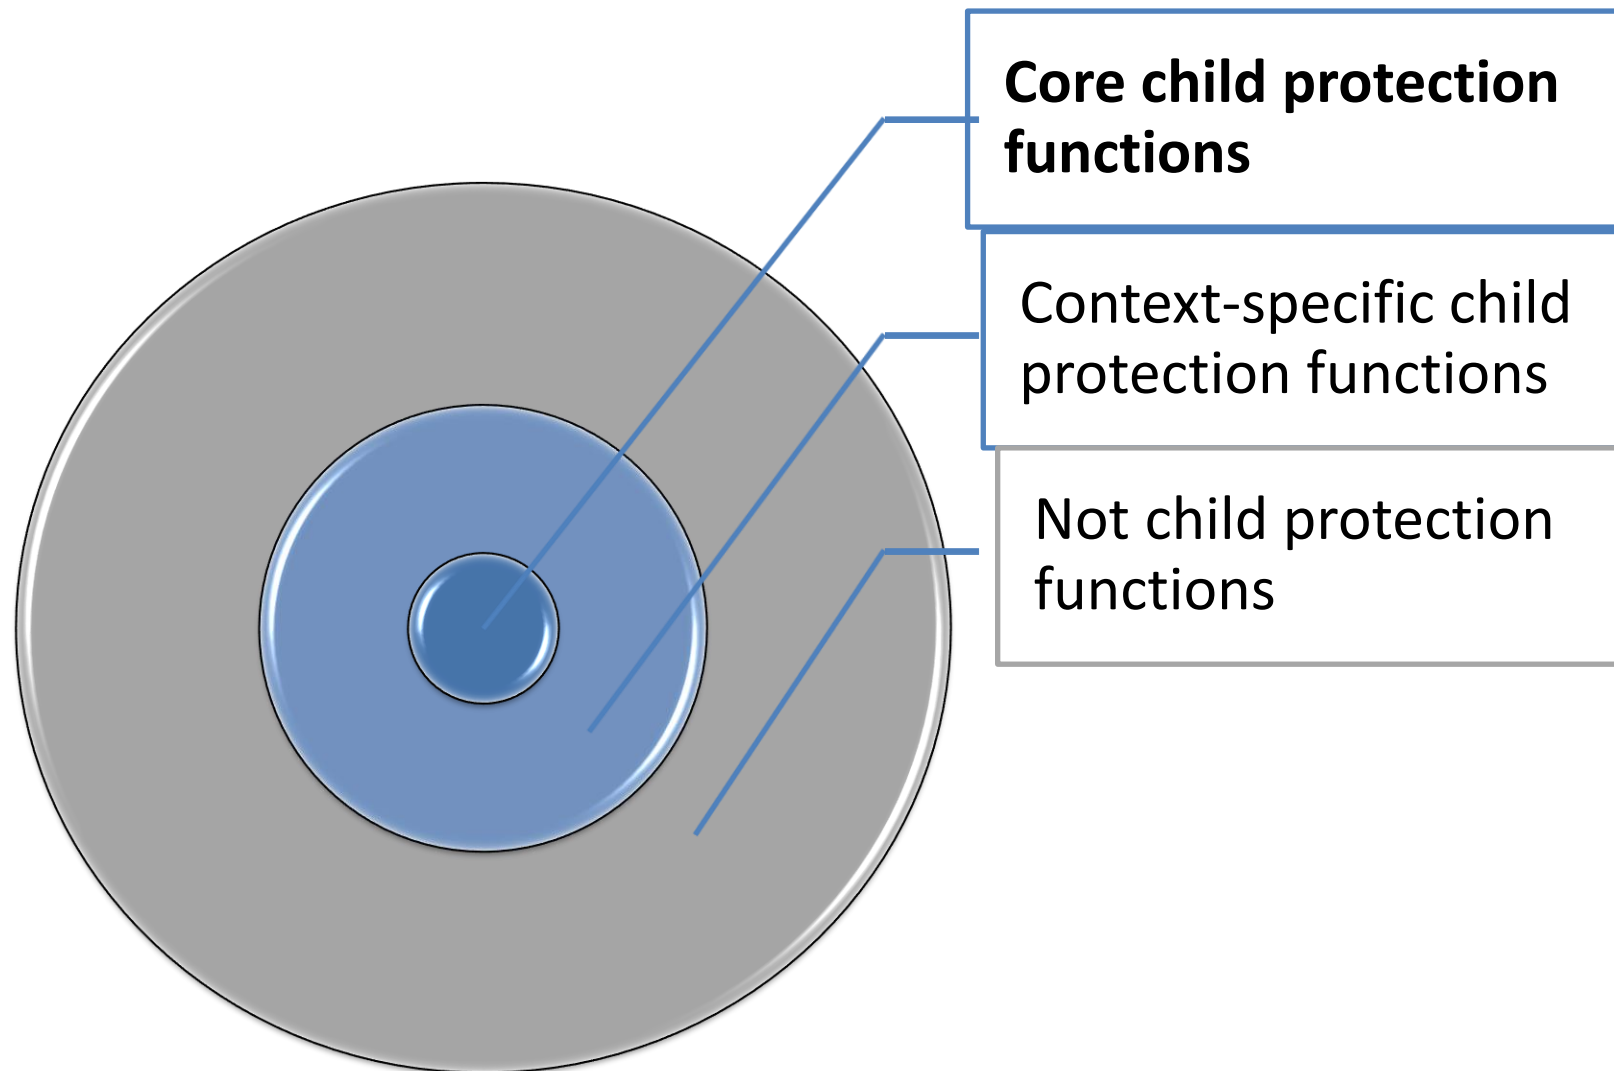 Core child protection
functions
Context-specific child
protection functions
Not child protection
functions